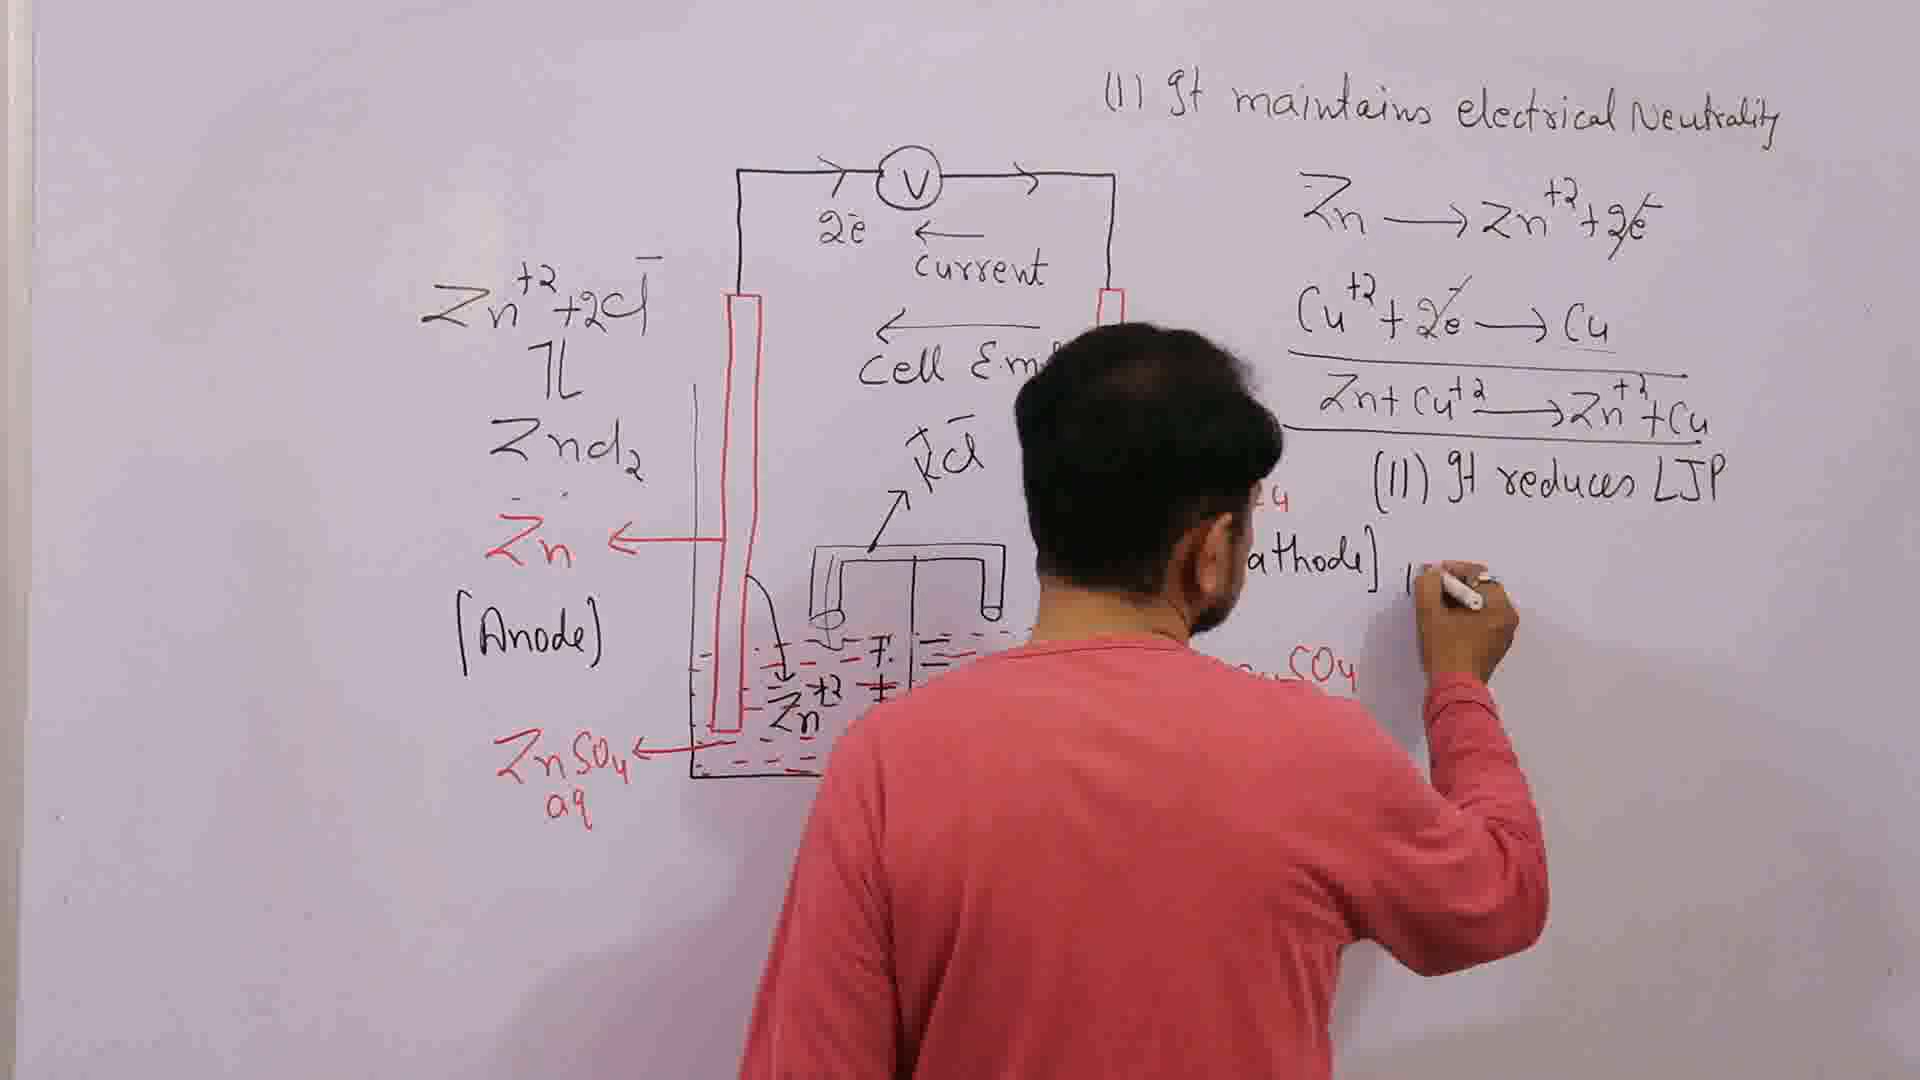 (I) It maintains electrical Neutrality
Zn → Zn+2 + 2e-
Cu+2 + 2e- → Cu
Zn + Cu+2 → Zn+2 + Cu
(II) It reduces LJP
V
2e-
←
current
←
Cell Em
K+Cl-
Zn+2 + 2Cl-
ZnCl2
Zn
[Anode]
Zn+2
ZnSO4
aq
4
athode]
SO4